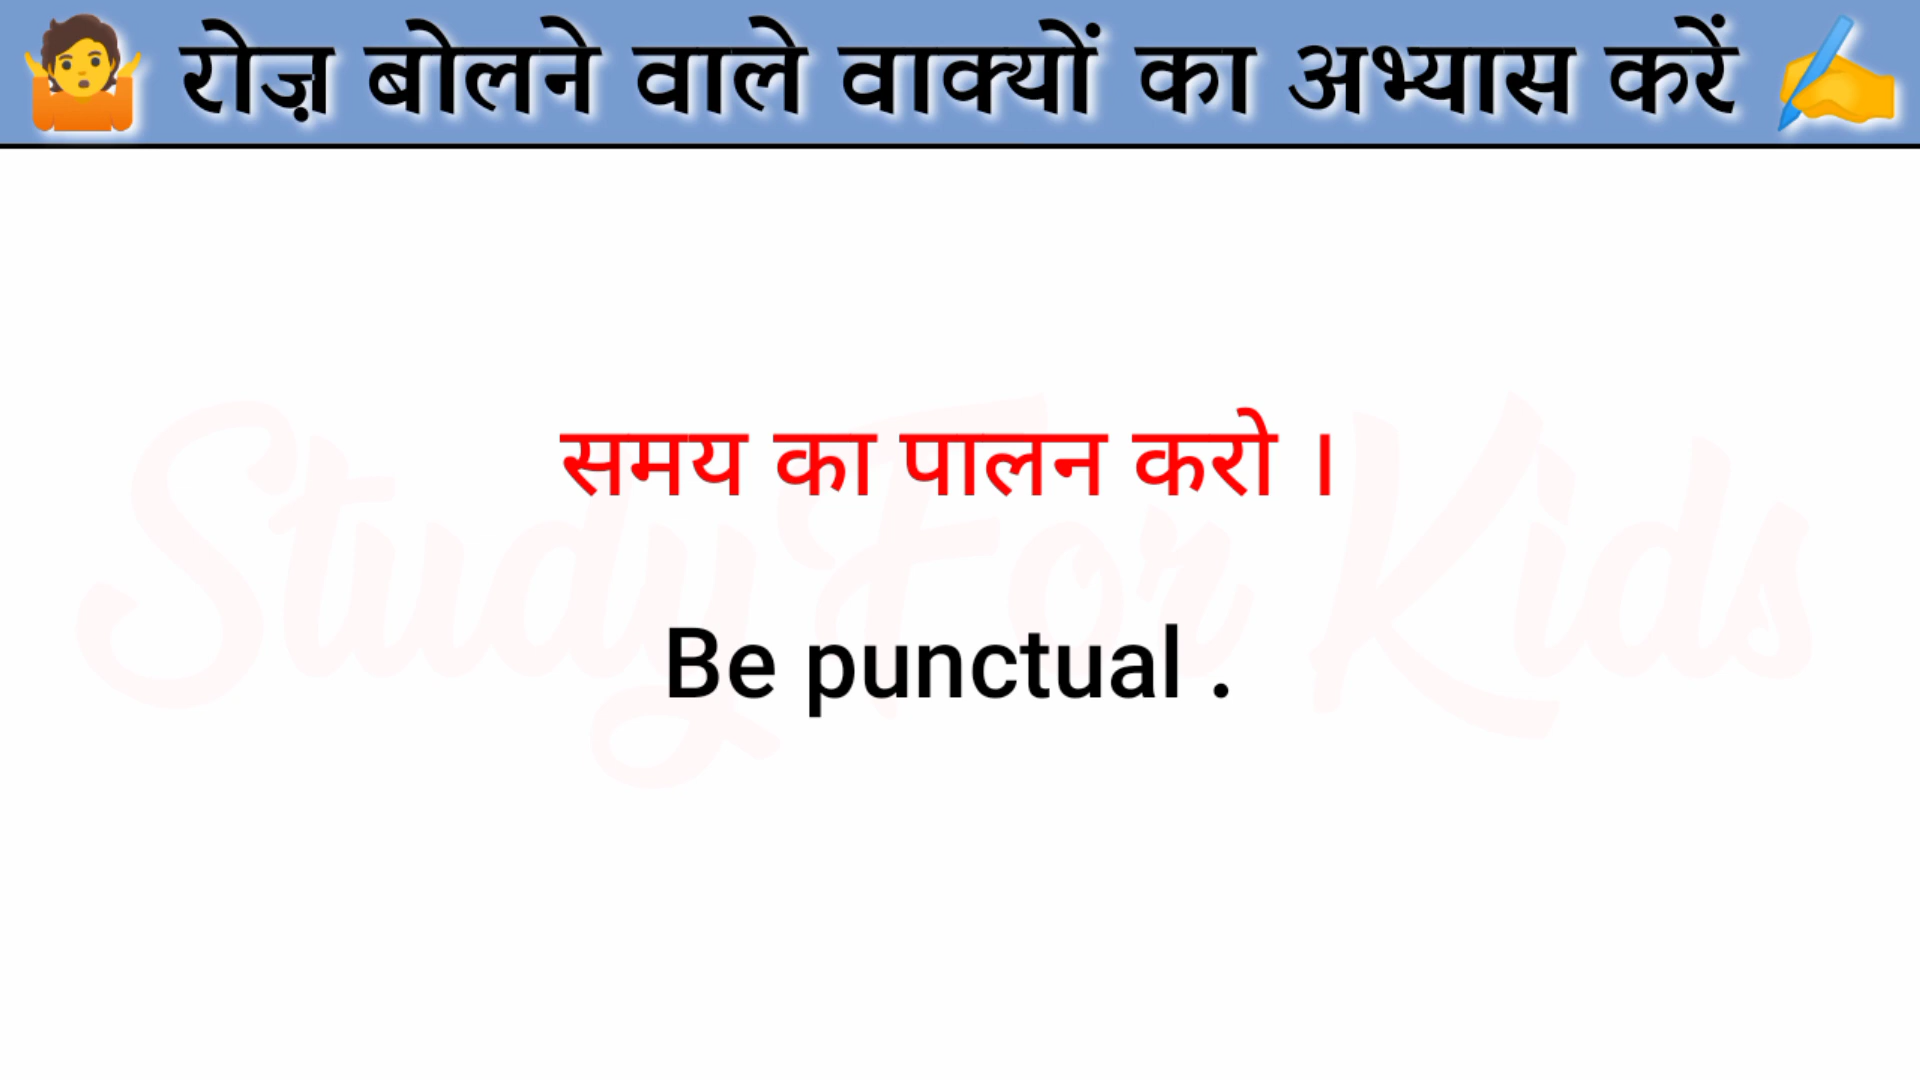 🤷 रोज़ बोलने वाले वाक्यों का अभ्यास करें ✍️
समय का पालन करो ।
Study For Kids
Be punctual .